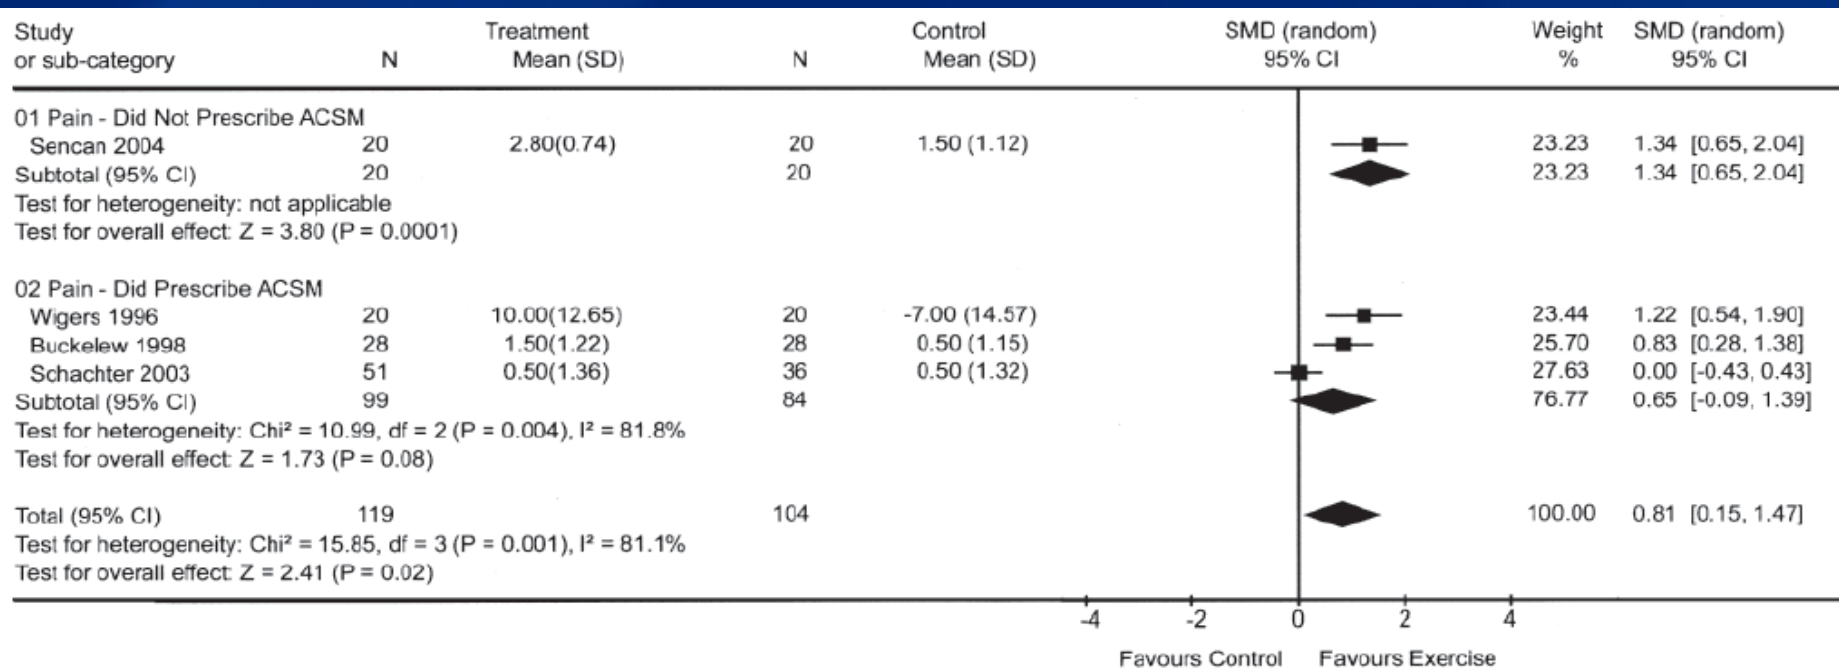 Study Treatment Control SMD (random) Weight SMD (random)
or sub-category N Mean (SD) N Mean (SD) 95% CI % 95% CI
01 Pain - Did Not Prescribe ACSM
Sencan 2004 20 2.80(0.74) 20 1.50 (1.12) 23.23 1.34 [0.65, 2.04]
Subtotal (95% CI) 20 20 23.23 1.34 [0.65, 2.04]
Test for heterogeneity: not applicable
Test for overall effect: Z = 3.80 (P = 0.0001)
02 Pain - Did Prescribe ACSM
Wigers 1996 20 10.00(12.65) 20 -7.00 (14.57) 23.44 1.22 [0.54, 1.90]
Buckelew 1998 28 1.50(1.22) 28 0.50 (1.15) 25.70 0.83 [0.28, 1.38]
Schachter 2003 51 0.50(1.36) 36 0.50 (1.32) 27.63 0.00 [-0.43, 0.43]
Subtotal (95% CI) 99 84 76.77 0.65 [-0.09, 1.39]
Test for heterogeneity: Chi² = 10.99, df = 2 (P = 0.004), I² = 81.8%
Test for overall effect: Z = 1.73 (P = 0.08)
Total (95% CI) 119 104 100.00 0.81 [0.15, 1.47]
Test for heterogeneity: Chi² = 15.85, df = 3 (P = 0.001), I² = 81.1%
Test for overall effect: Z = 2.41 (P = 0.02)
-4 -2 0 2 4
Favours Control Favours Exercise